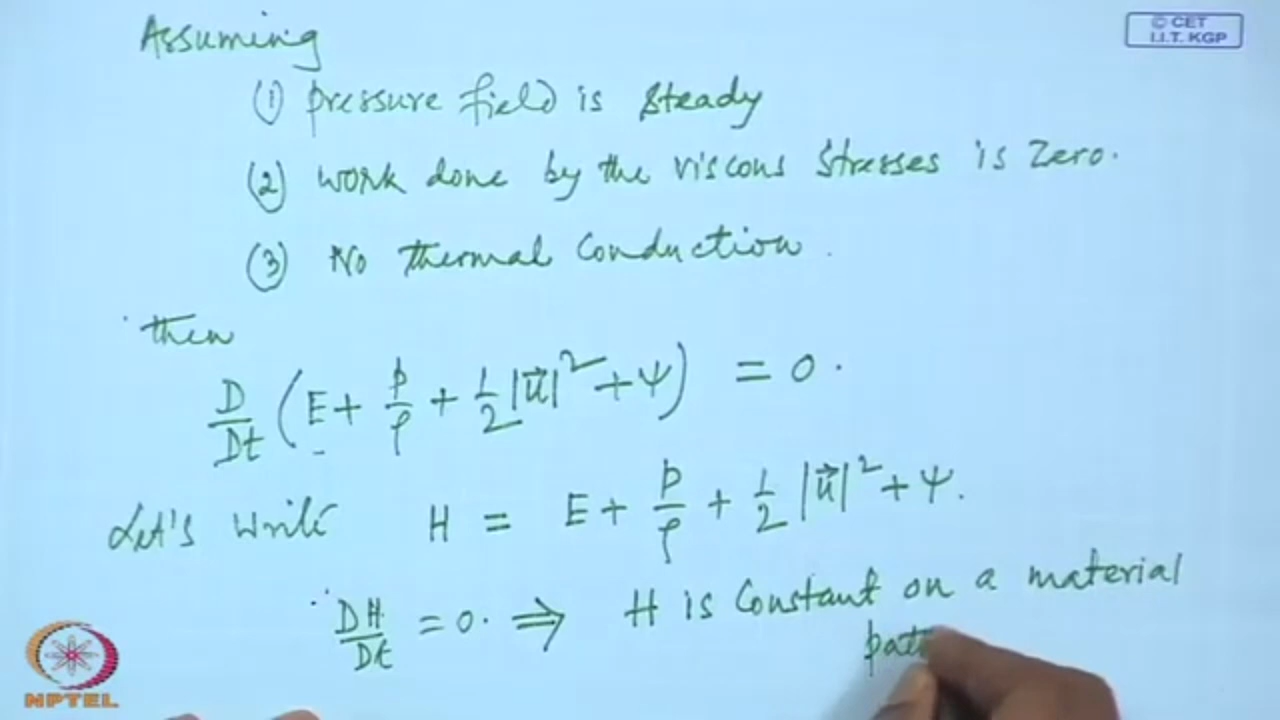 © CET
I.I.T. KGP
Assuming
(1) pressure field is steady
(2) work done by the viscous stresses is zero.
(3) No thermal conduction.
then
D/Dt (E + p/ρ + 1/2 |u⃗|² + Ψ) = 0.
Let's write H = E + p/ρ + 1/2 |u⃗|² + Ψ.
DH/Dt = 0. ⇒ H is constant on a material
pat
NPTEL